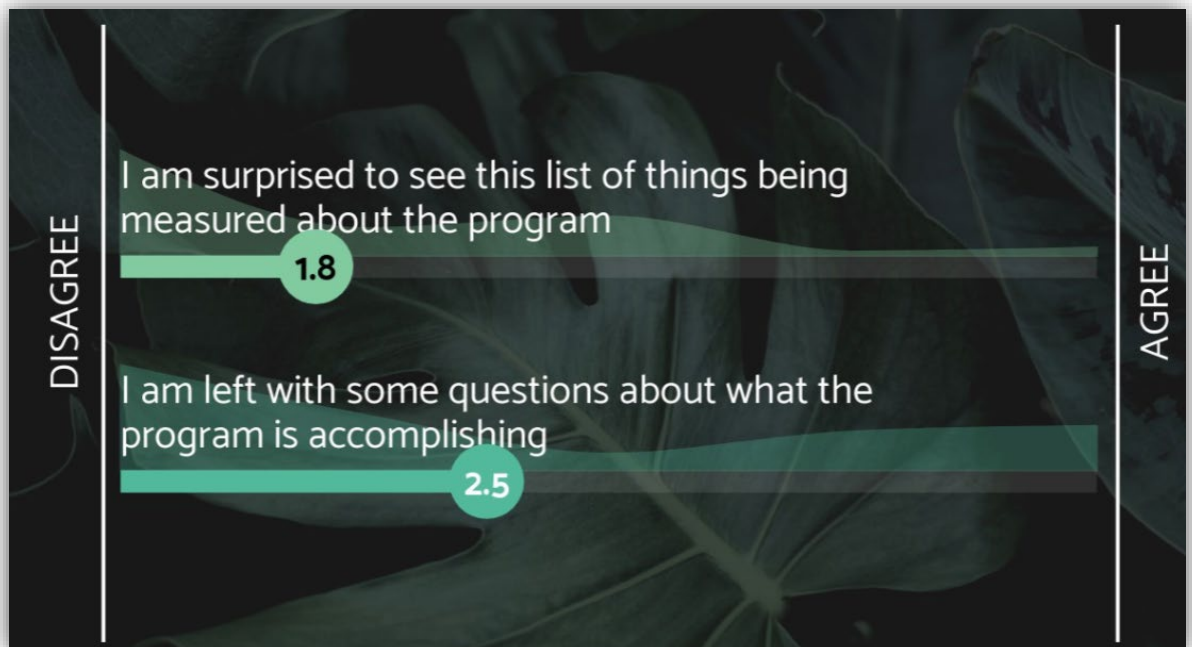 DISAGREE
I am surprised to see this list of things being
measured about the program
1.8
I am left with some questions about what the
program is accomplishing
2.5
AGREE